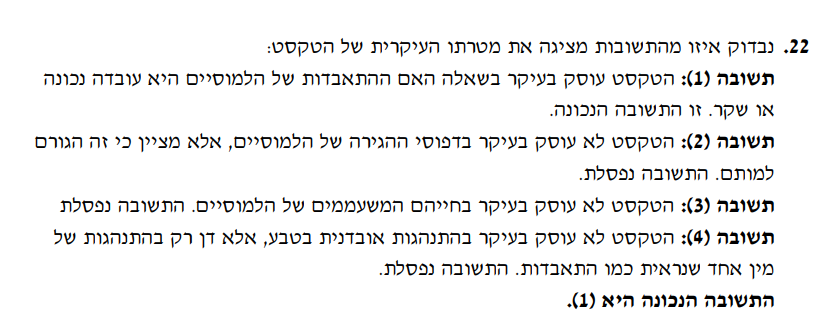 22. נבדוק איזו מהתשובות מציגה את מטרתו העיקרית של הטקסט:
תשובה (1): הטקסט עוסק בעיקר בשאלה האם ההתאבדות של הלמוסיים היא עובדה נכונה
או שקר. זו התשובה הנכונה.
תשובה (2): הטקסט לא עוסק בעיקר בדפוסי ההגירה של הלמוסיים, אלא מציין כי זה הגורם
למותם. התשובה נפסלת.
תשובה (3): הטקסט לא עוסק בעיקר בחייהם המשעממים של הלמוסיים. התשובה נפסלת
תשובה (4): הטקסט לא עוסק בעיקר בהתנהגות אובדנית בטבע, אלא דן רק בהתנהגות של
מין אחד שנראית כמו התאבדות. התשובה נפסלת.
התשובה הנכונה היא (1).